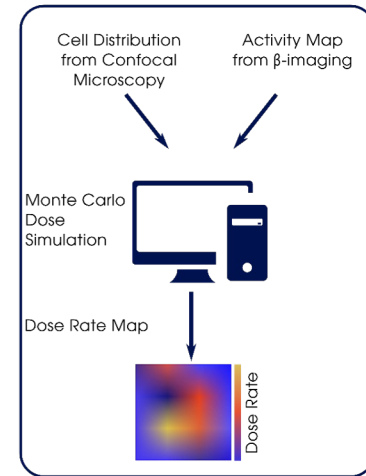 Cell Distribution
from Confocal
Microscopy
Activity Map
from β-imaging
Monte Carlo
Dose
Simulation
Dose Rate Map
Dose Rate